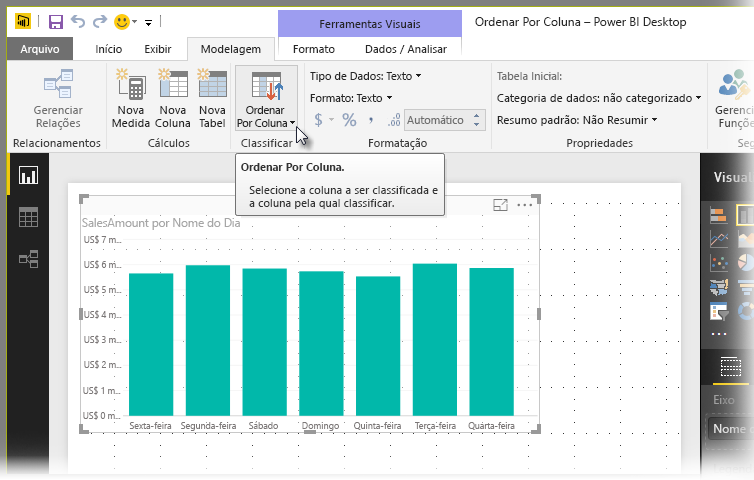 Ferramentas Visuais
Ordenar Por Coluna – Power BI Desktop
Arquivo
Início
Exibir
Modelagem
Formato
Dados / Analisar
Gerenciar
Relações
Relacionamentos
Nova
Medida
Nova
Coluna
Nova
Tabel
Cálculos
Ordenar
Por Coluna
Classificar
Tipo de Dados: Texto
Formato: Texto
$
%
,
.00
Automático
Formatação
Tabela Inicial:
Categoria de dados: não categorizado
Resumo padrão: Não Resumir
Propriedades
Gerenci
Funçõe
Seg
Ordenar Por Coluna.
Selecione a coluna a ser classificada e
a coluna pela qual classificar.
SalesAmount por Nome do Dia
US$ 7 m...
US$ 6 m...
US$ 5 m...
US$ 4 m...
US$ 3 m...
US$ 2 m...
US$ 1 m...
US$ 0 m...
Sexta-feira
Segunda-feira
Sábado
Domingo
Quinta-feira
Terça-feira
Quarta-feira
Visual
Eixo
Nome